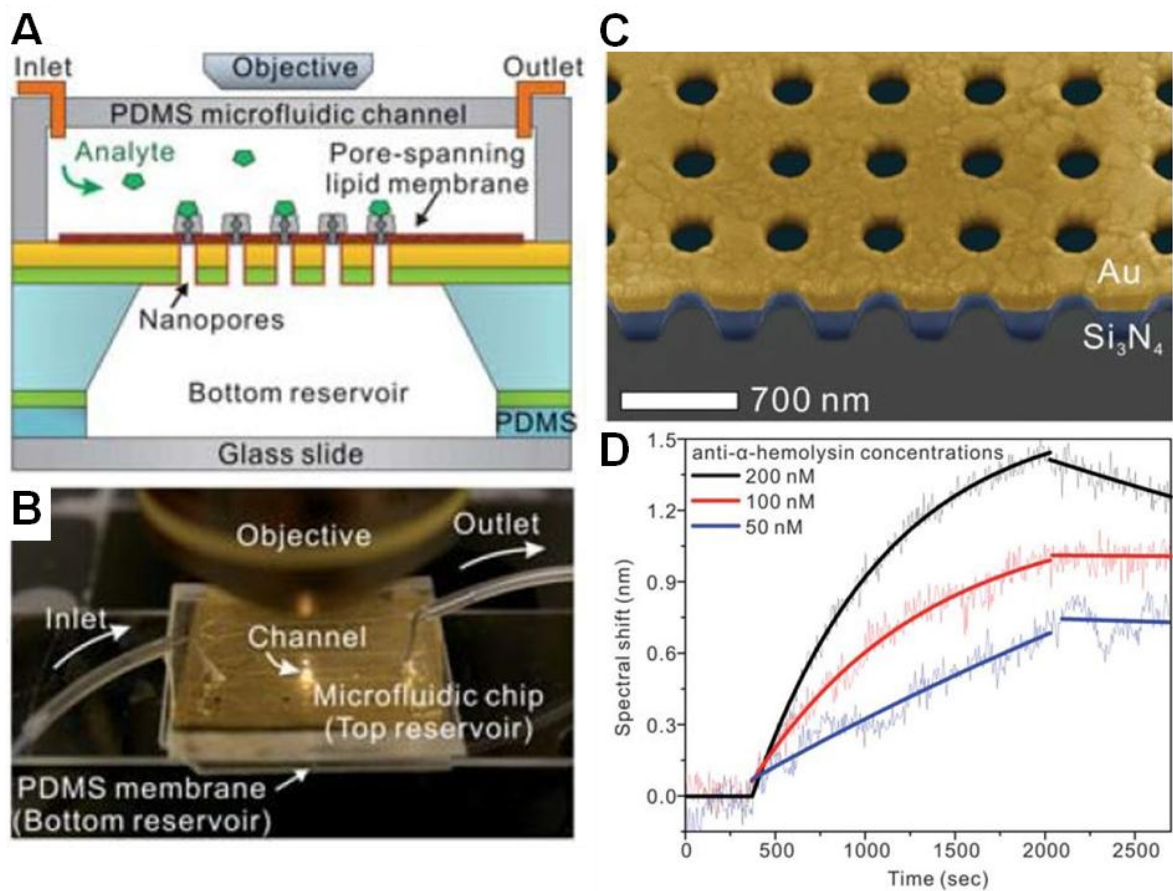 A
Inlet
Objective
Outlet
PDMS microfluidic channel
Analyte
Pore-spanning
lipid membrane
Nanopores
Bottom reservoir
PDMS
Glass slide
B
Objective
Outlet
Inlet
Channel
Microfluidic chip
(Top reservoir)
PDMS membrane
(Bottom reservoir)
C
Au
Si₃N₄
700 nm
D
anti-α-hemolysin concentrations
200 nM
100 nM
50 nM
Spectral shift (nm)
1.5
1.2
0.9
0.6
0.3
0.0
0
500
1000
1500
2000
2500
Time (sec)